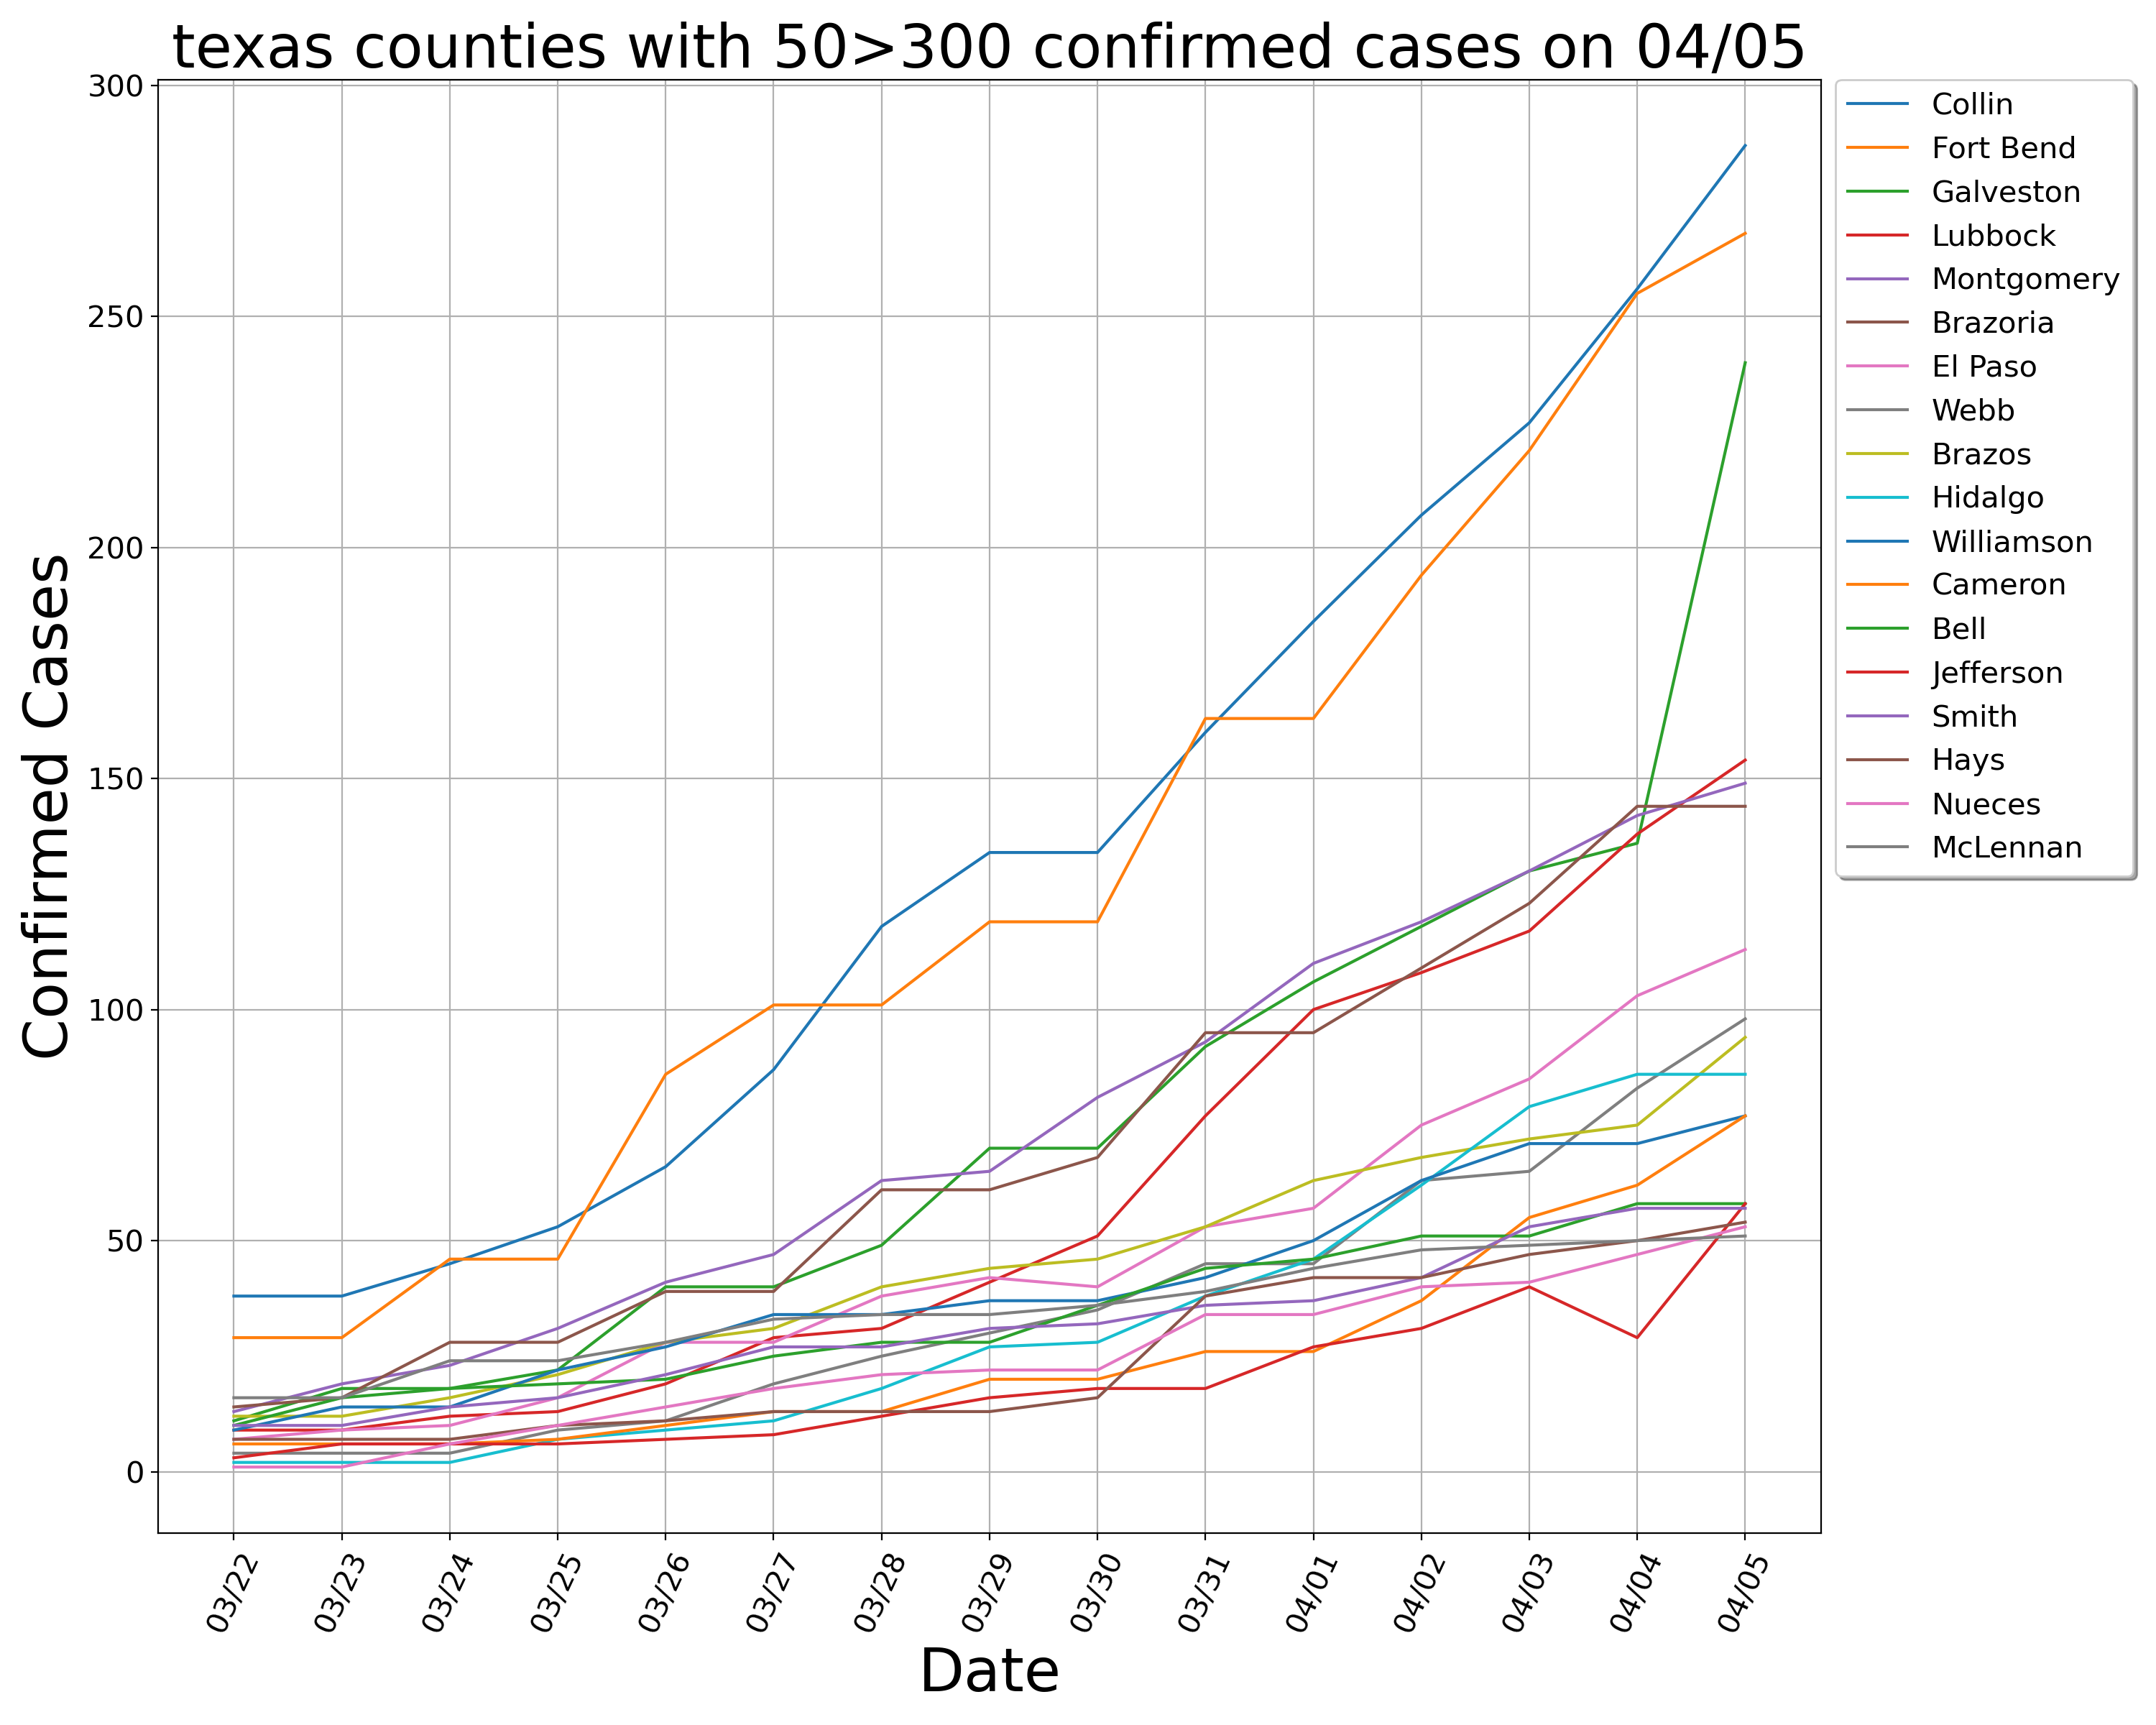 texas counties with 50>300 confirmed cases on 04/05
Confirmed Cases
300
250
200
150
100
50
0
03/22
03/23
03/24
03/25
03/26
03/27
03/28
03/29
03/30
03/31
04/01
04/02
04/03
04/04
04/05
Date
Collin
Fort Bend
Galveston
Lubbock
Montgomery
Brazoria
El Paso
Webb
Brazos
Hidalgo
Williamson
Cameron
Bell
Jefferson
Smith
Hays
Nueces
McLennan